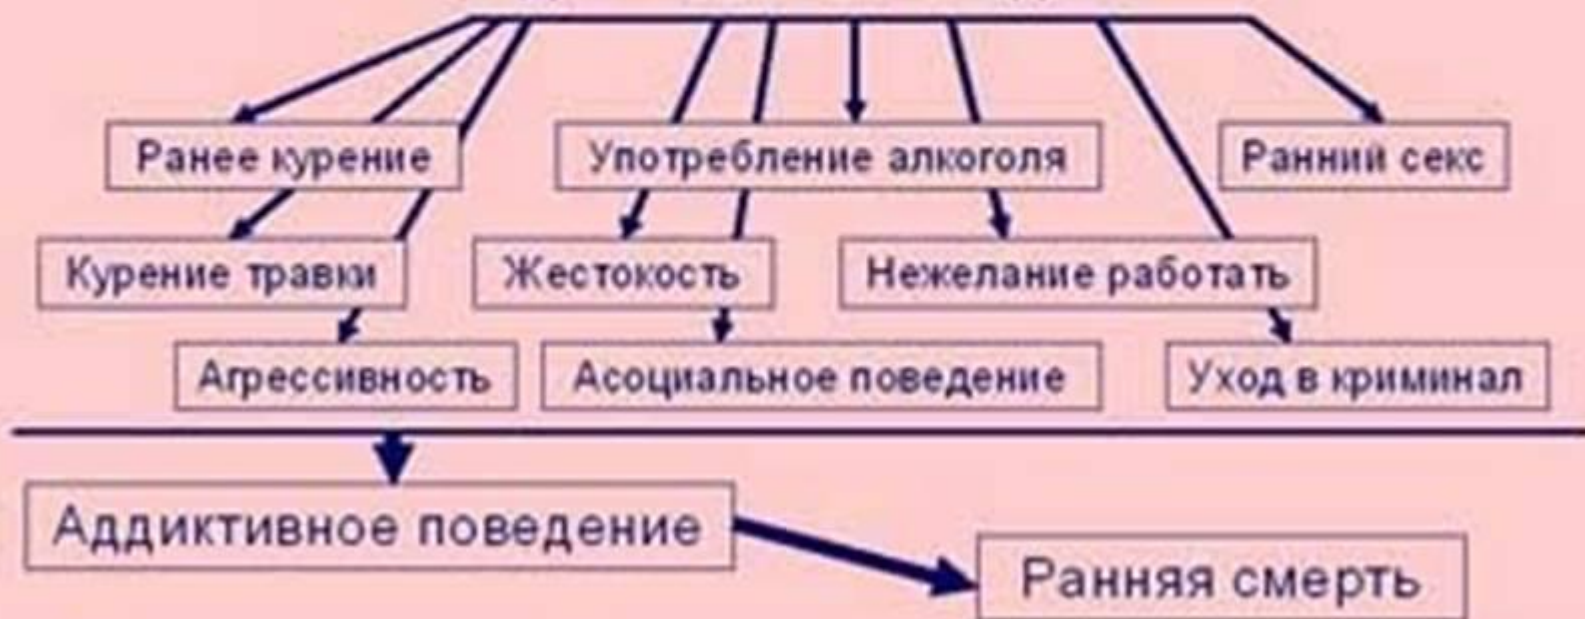 Ранее курение
Употребление алкоголя
Ранний секс
Курение травки
Жестокость
Нежелание работать
Агрессивность
Асоциальное поведение
Уход в криминал
Аддиктивное поведение
Ранняя смерть